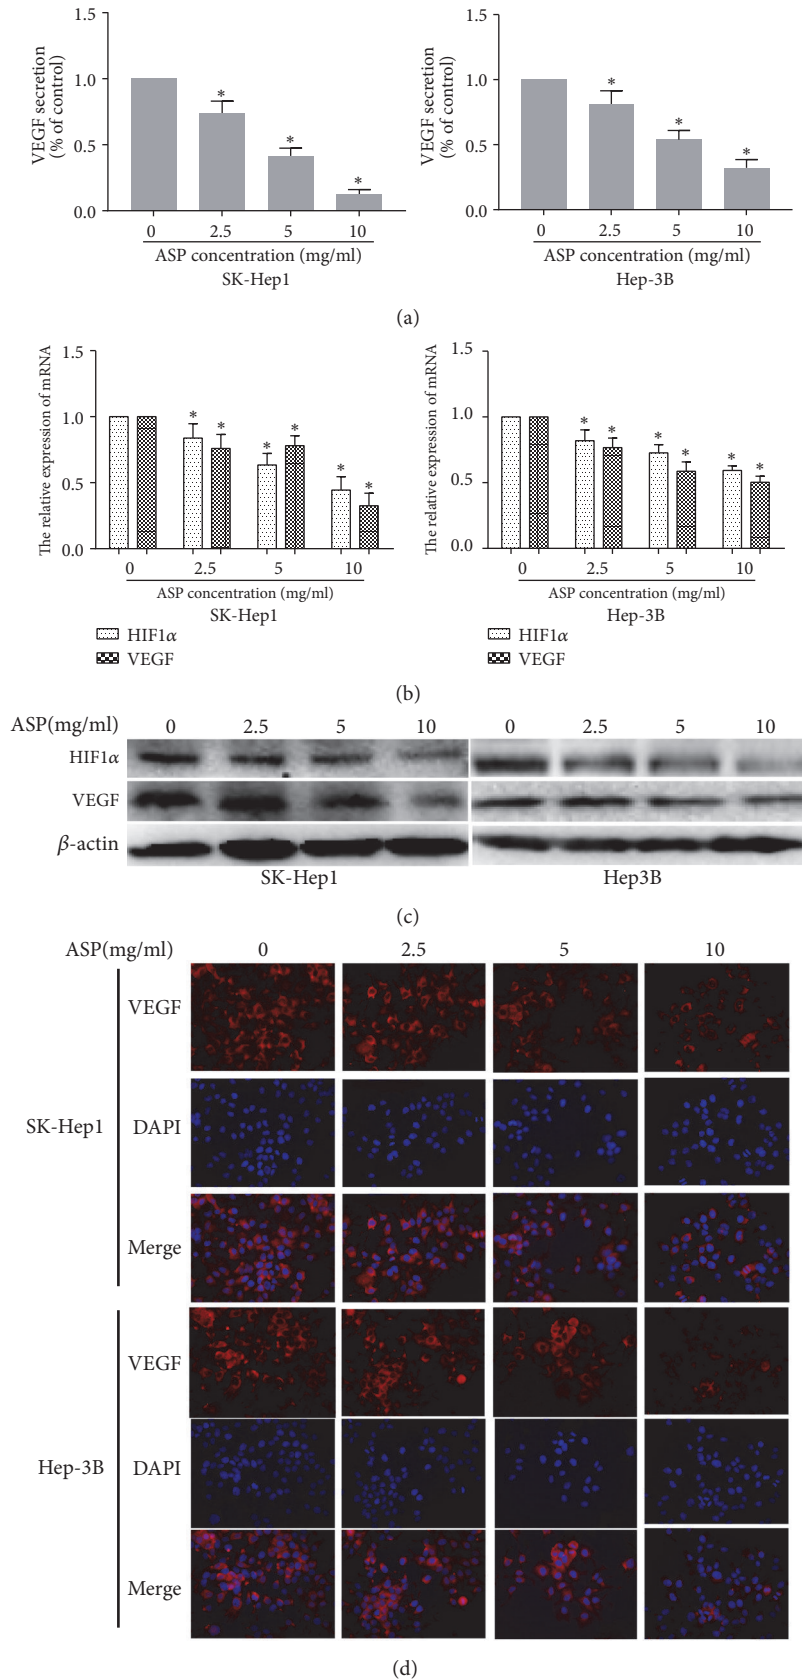 VEGF secretion
(% of control)
1.5
1.0
0.5
0.0
*
*
*
0 2.5 5 10
ASP concentration (mg/ml)
SK-Hep1
VEGF secretion
(% of control)
1.5
1.0
0.5
0.0
*
*
*
0 2.5 5 10
ASP concentration (mg/ml)
Hep-3B
(a)
The relative expression of mRNA
1.5
1.0
0.5
0.0
* *
* *
* *
0 2.5 5 10
ASP concentration (mg/ml)
SK-Hep1
HIF1α
VEGF
The relative expression of mRNA
1.5
1.0
0.5
0.0
* *
* *
* *
0 2.5 5 10
ASP concentration (mg/ml)
Hep-3B
HIF1α
VEGF
(b)
ASP(mg/ml) 0 2.5 5 10 0 2.5 5 10
HIF1α
VEGF
β-actin
SK-Hep1 Hep3B
(c)
ASP(mg/ml) 0 2.5 5 10
VEGF
SK-Hep1 DAPI
Merge
VEGF
Hep-3B DAPI
Merge
(d)